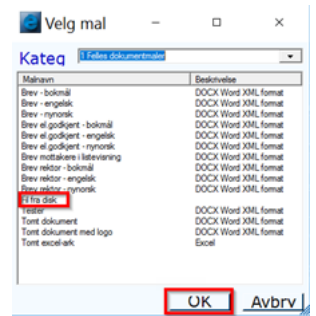 Velg mal
Kateg 1 Felles dokumentmaler
Malnavn Beskrivelse
Brev - bokmål DOCX Word XML format
Brev - engelsk DOCX Word XML format
Brev - nynorsk DOCX Word XML format
Brev el.godkjent - bokmål DOCX Word XML format
Brev el.godkjent - engelsk DOCX Word XML format
Brev el.godkjent - nynorsk DOCX Word XML format
Brev mottakere i listevisning DOCX Word XML format
Brev rektor - bokmål DOCX Word XML format
Brev rektor - engelsk DOCX Word XML format
Brev rektor - nynorsk DOCX Word XML format
Fil fra disk
Tester DOCX Word XML format
Tomt dokument DOCX Word XML format
Tomt dokument med logo DOCX Word XML format
Tomt excel-ark Excel
OK Avbry